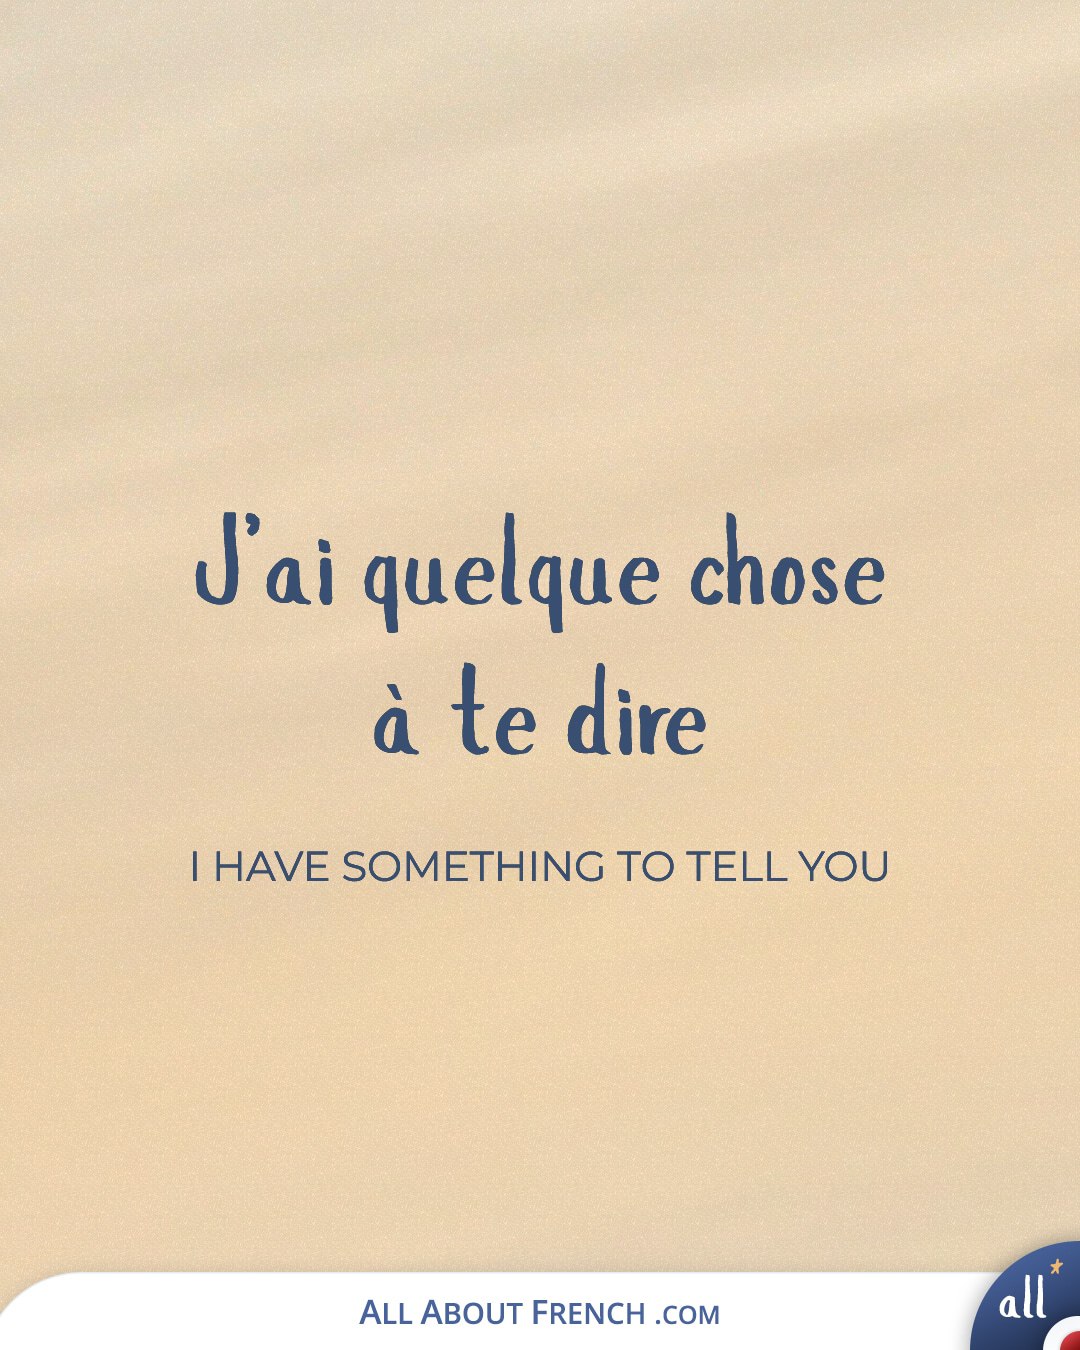 J'ai quelque chose
à te dire
I HAVE SOMETHING TO TELL YOU
ALL ABOUT FRENCH .COM
all